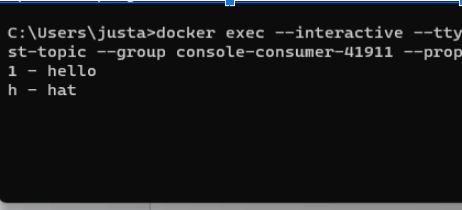 C:\Users\justa>docker exec --interactive --tty
st-topic --group console-consumer-41911 --prop
1 - hello
h - hat